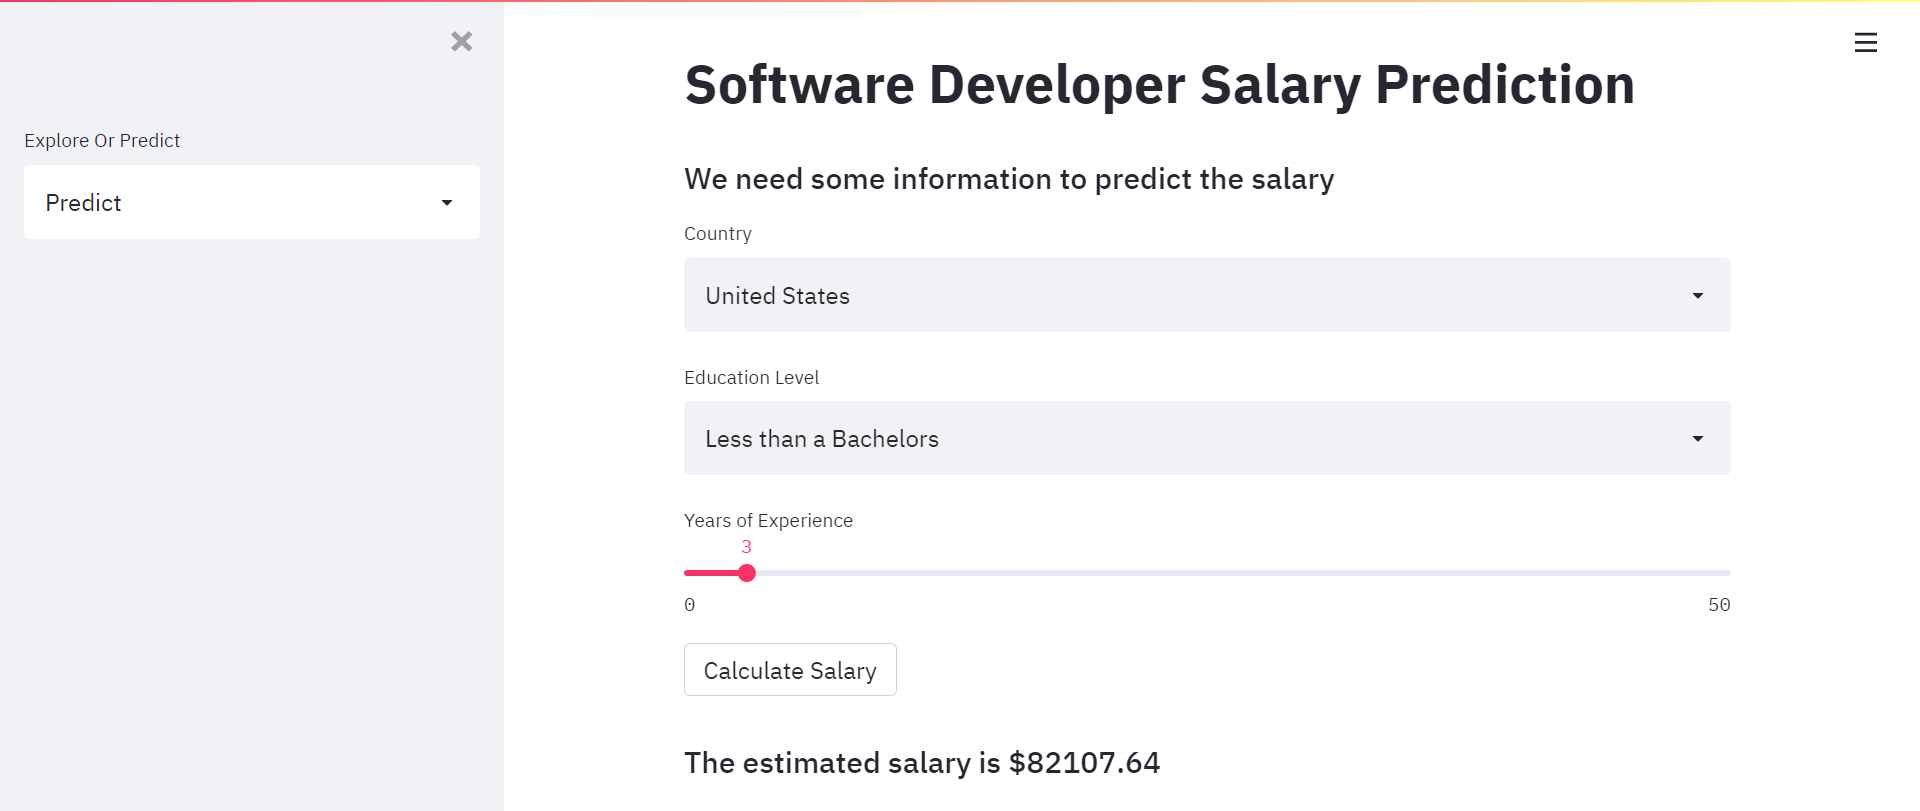 Explore Or Predict
Predict
Software Developer Salary Prediction
We need some information to predict the salary
Country
United States
Education Level
Less than a Bachelors
Years of Experience
3
0 50
Calculate Salary
The estimated salary is $82107.64